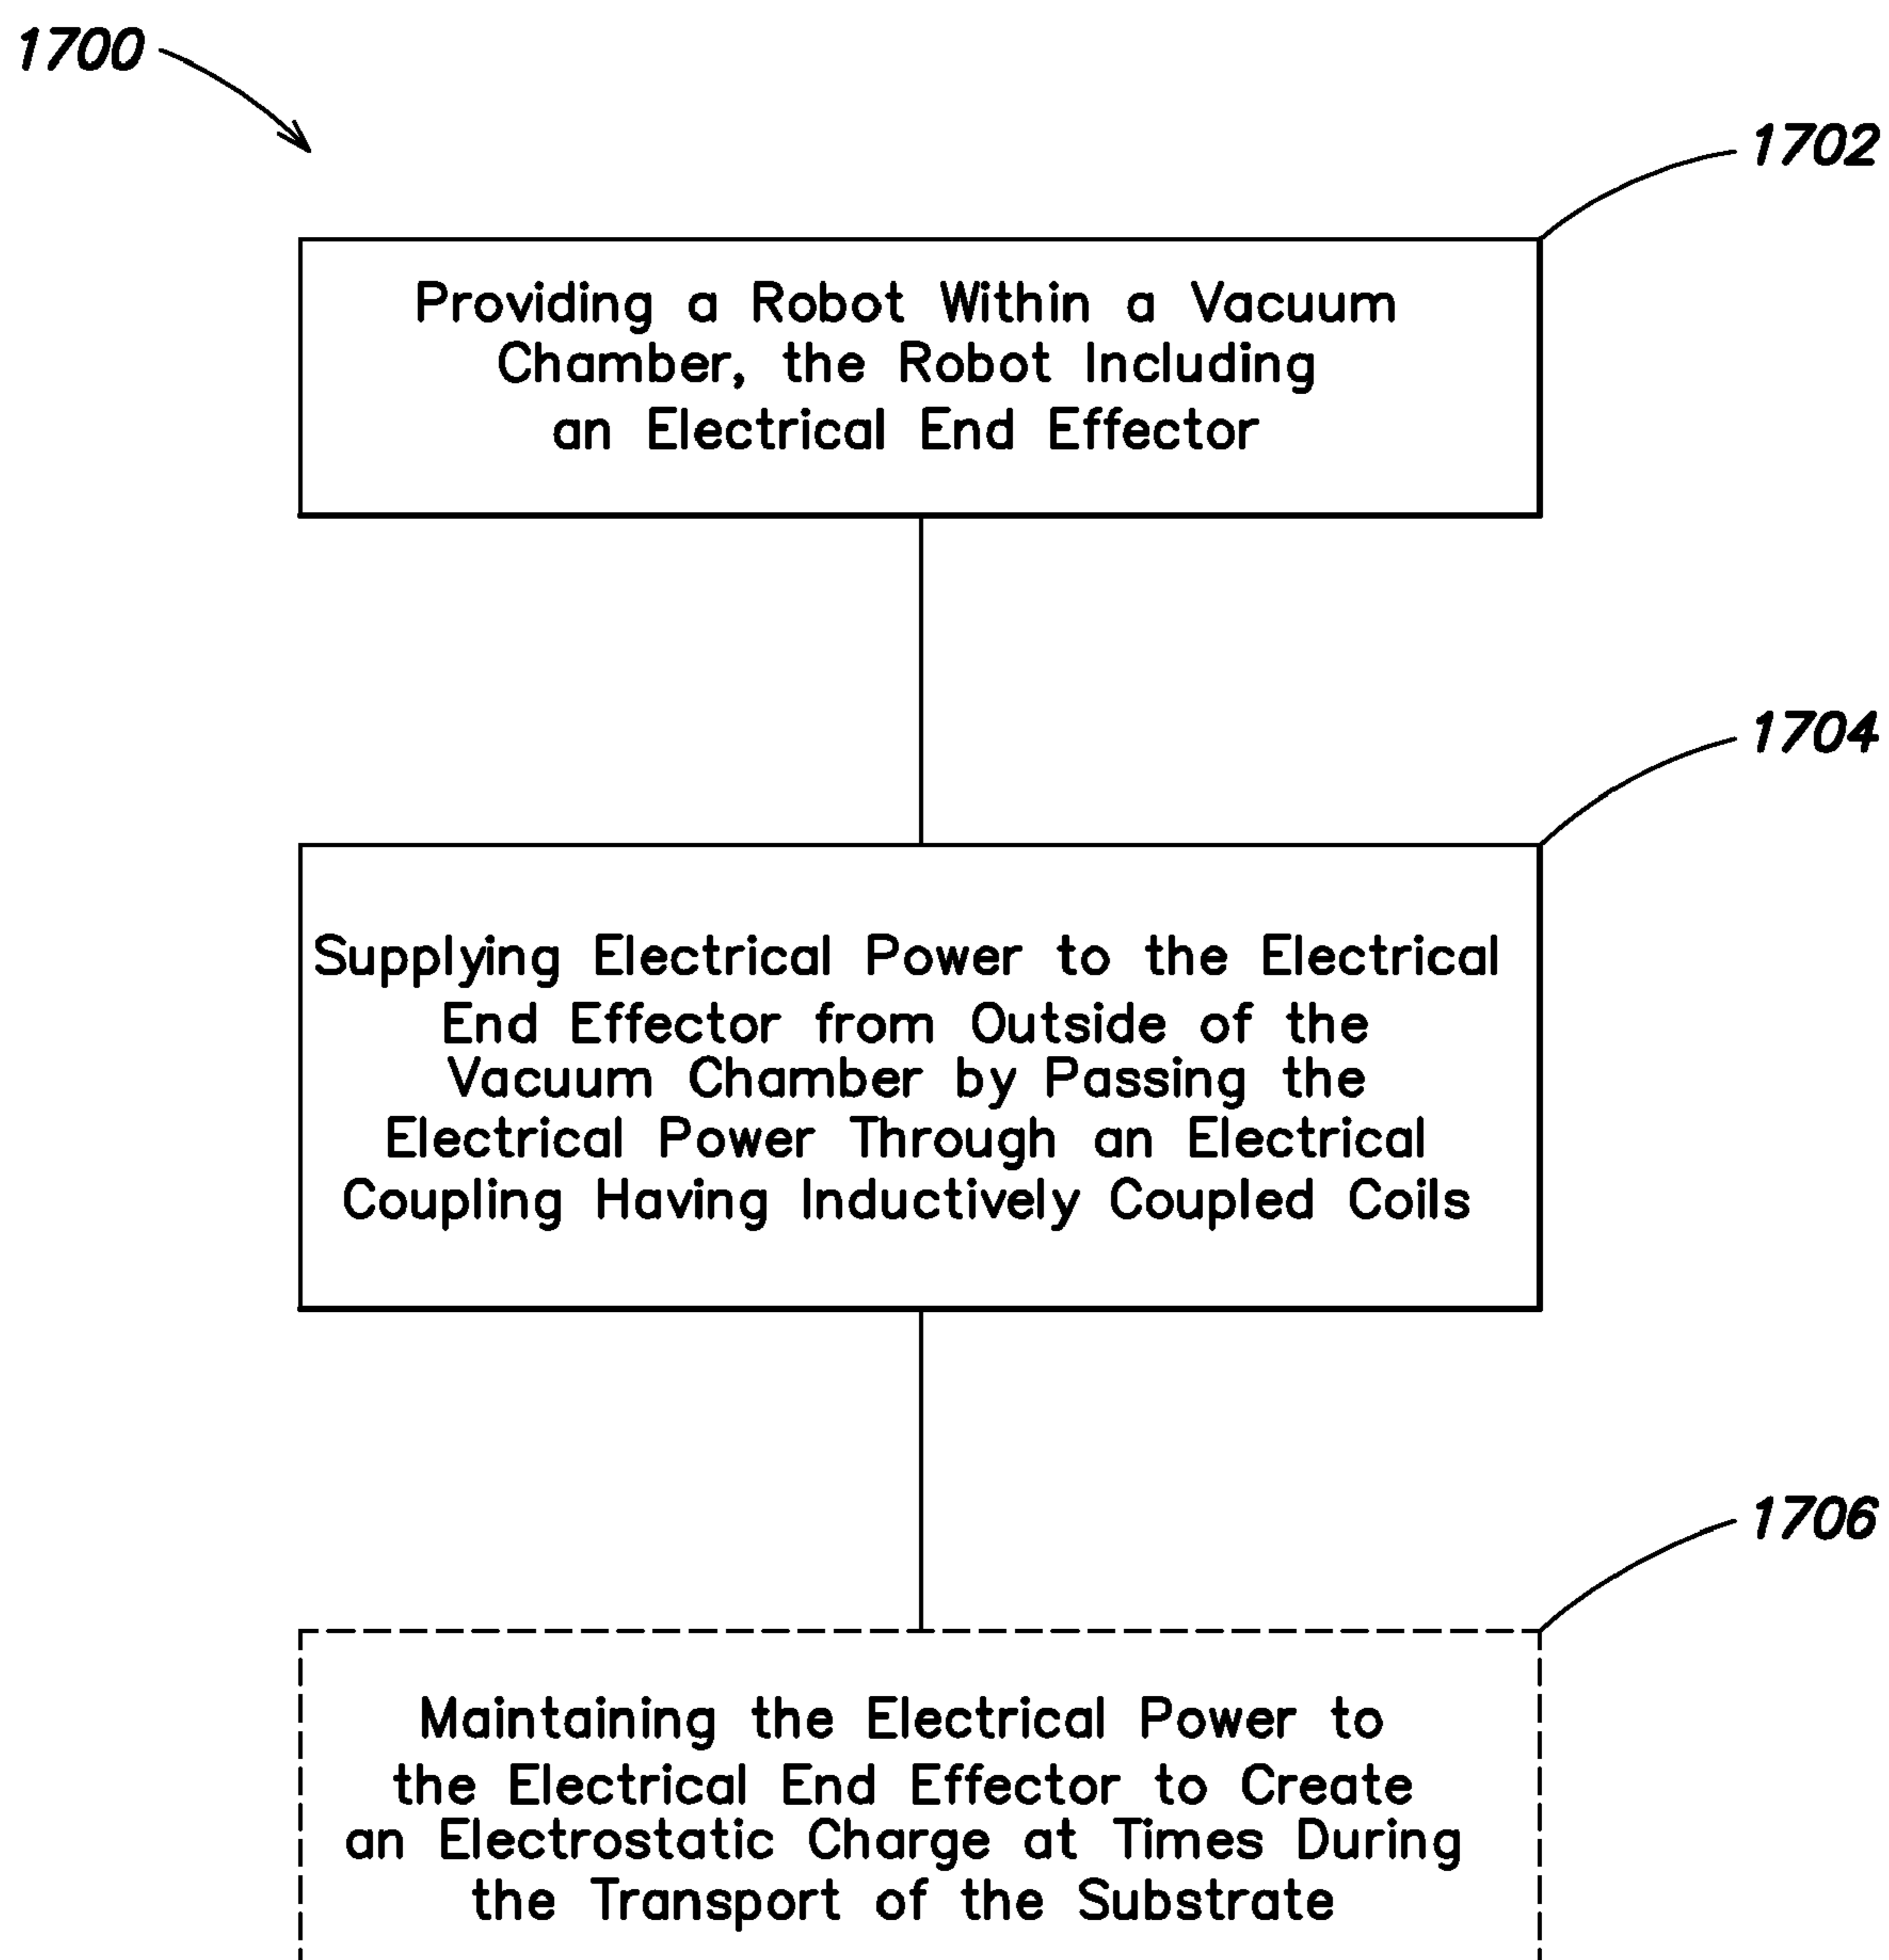 1700
1702
Providing a Robot Within a Vacuum
Chamber, the Robot Including
an Electrical End Effector
1704
Supplying Electrical Power to the Electrical
End Effector from Outside of the
Vacuum Chamber by Passing the
Electrical Power Through an Electrical
Coupling Having Inductively Coupled Coils
1706
Maintaining the Electrical Power to
the Electrical End Effector to Create
an Electrostatic Charge at Times During
the Transport of the Substrate